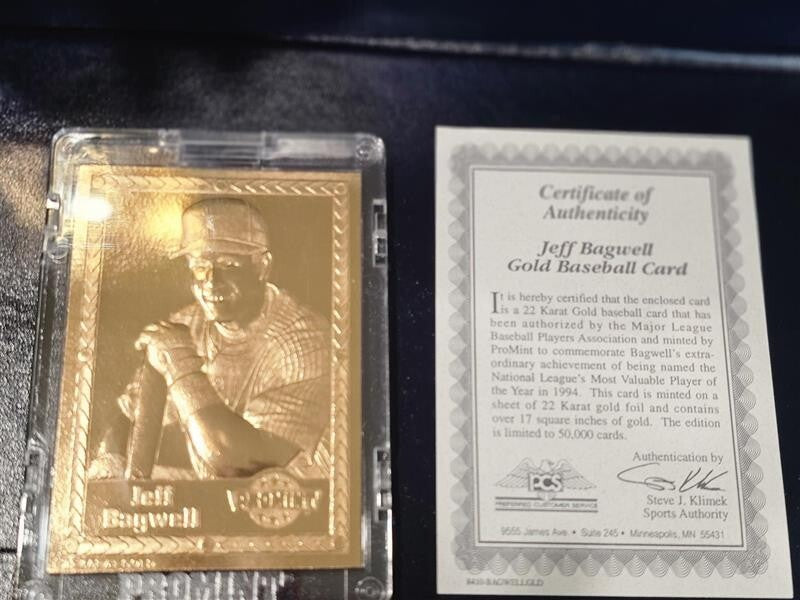 Jeff
Bagwell
PROMINT
Certificate of
Authenticity
Jeff Bagwell
Gold Baseball Card
It is hereby certified that the enclosed card
is a 22 Karat Gold baseball card that has
been authorized by the Major League
Baseball Players Association and minted by
ProMint to commemorate Bagwell's extra-
ordinary achievement of being named the
National League's Most Valuable Player of
the Year in 1994. This card is minted on a
sheet of 22 Karat gold foil and contains
over 17 square inches of gold. The edition
is limited to 50,000 cards.
Authentication by
PCS
PREFERRED CUSTOMER SERVICE
Steve J. Klimek
Sports Authority
9555 James Ave. • Suite 245 • Minneapolis, MN 55431